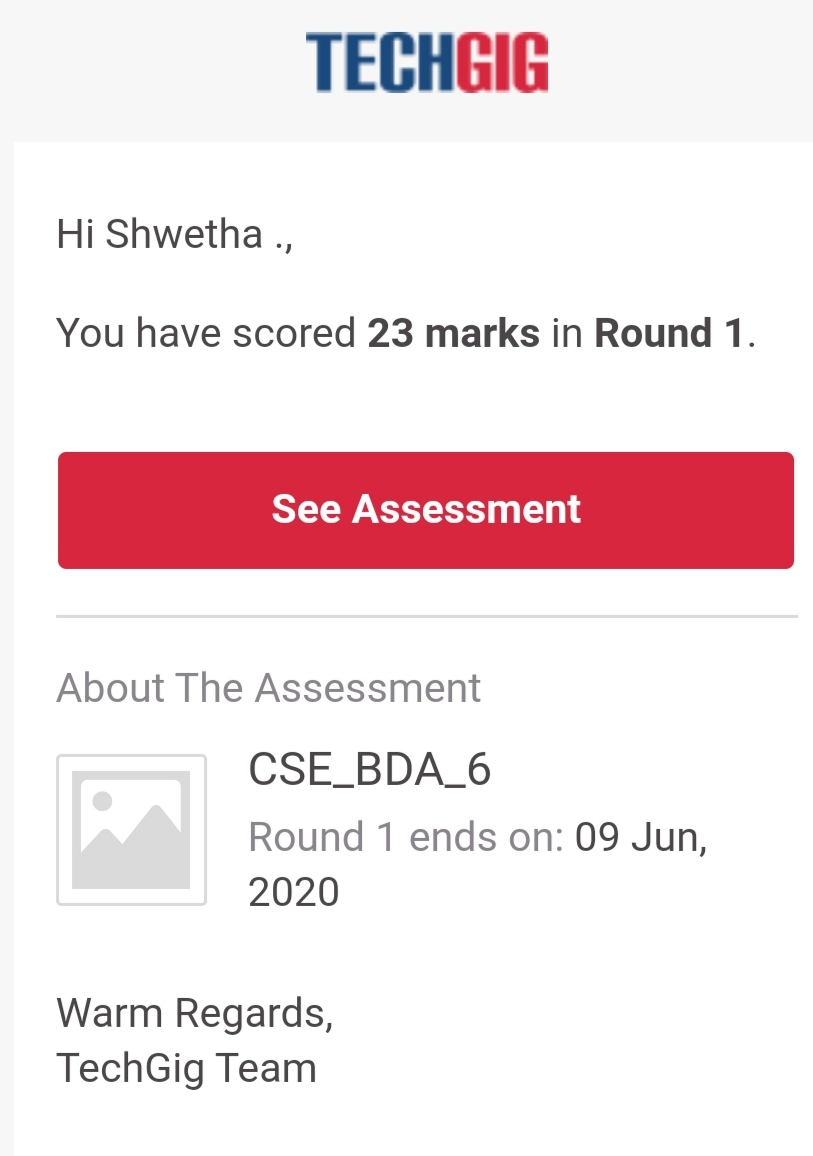 TECHGIG
Hi Shwetha .,
You have scored 23 marks in Round 1.
See Assessment
About The Assessment
CSE_BDA_6
Round 1 ends on: 09 Jun,
2020
Warm Regards,
TechGig Team